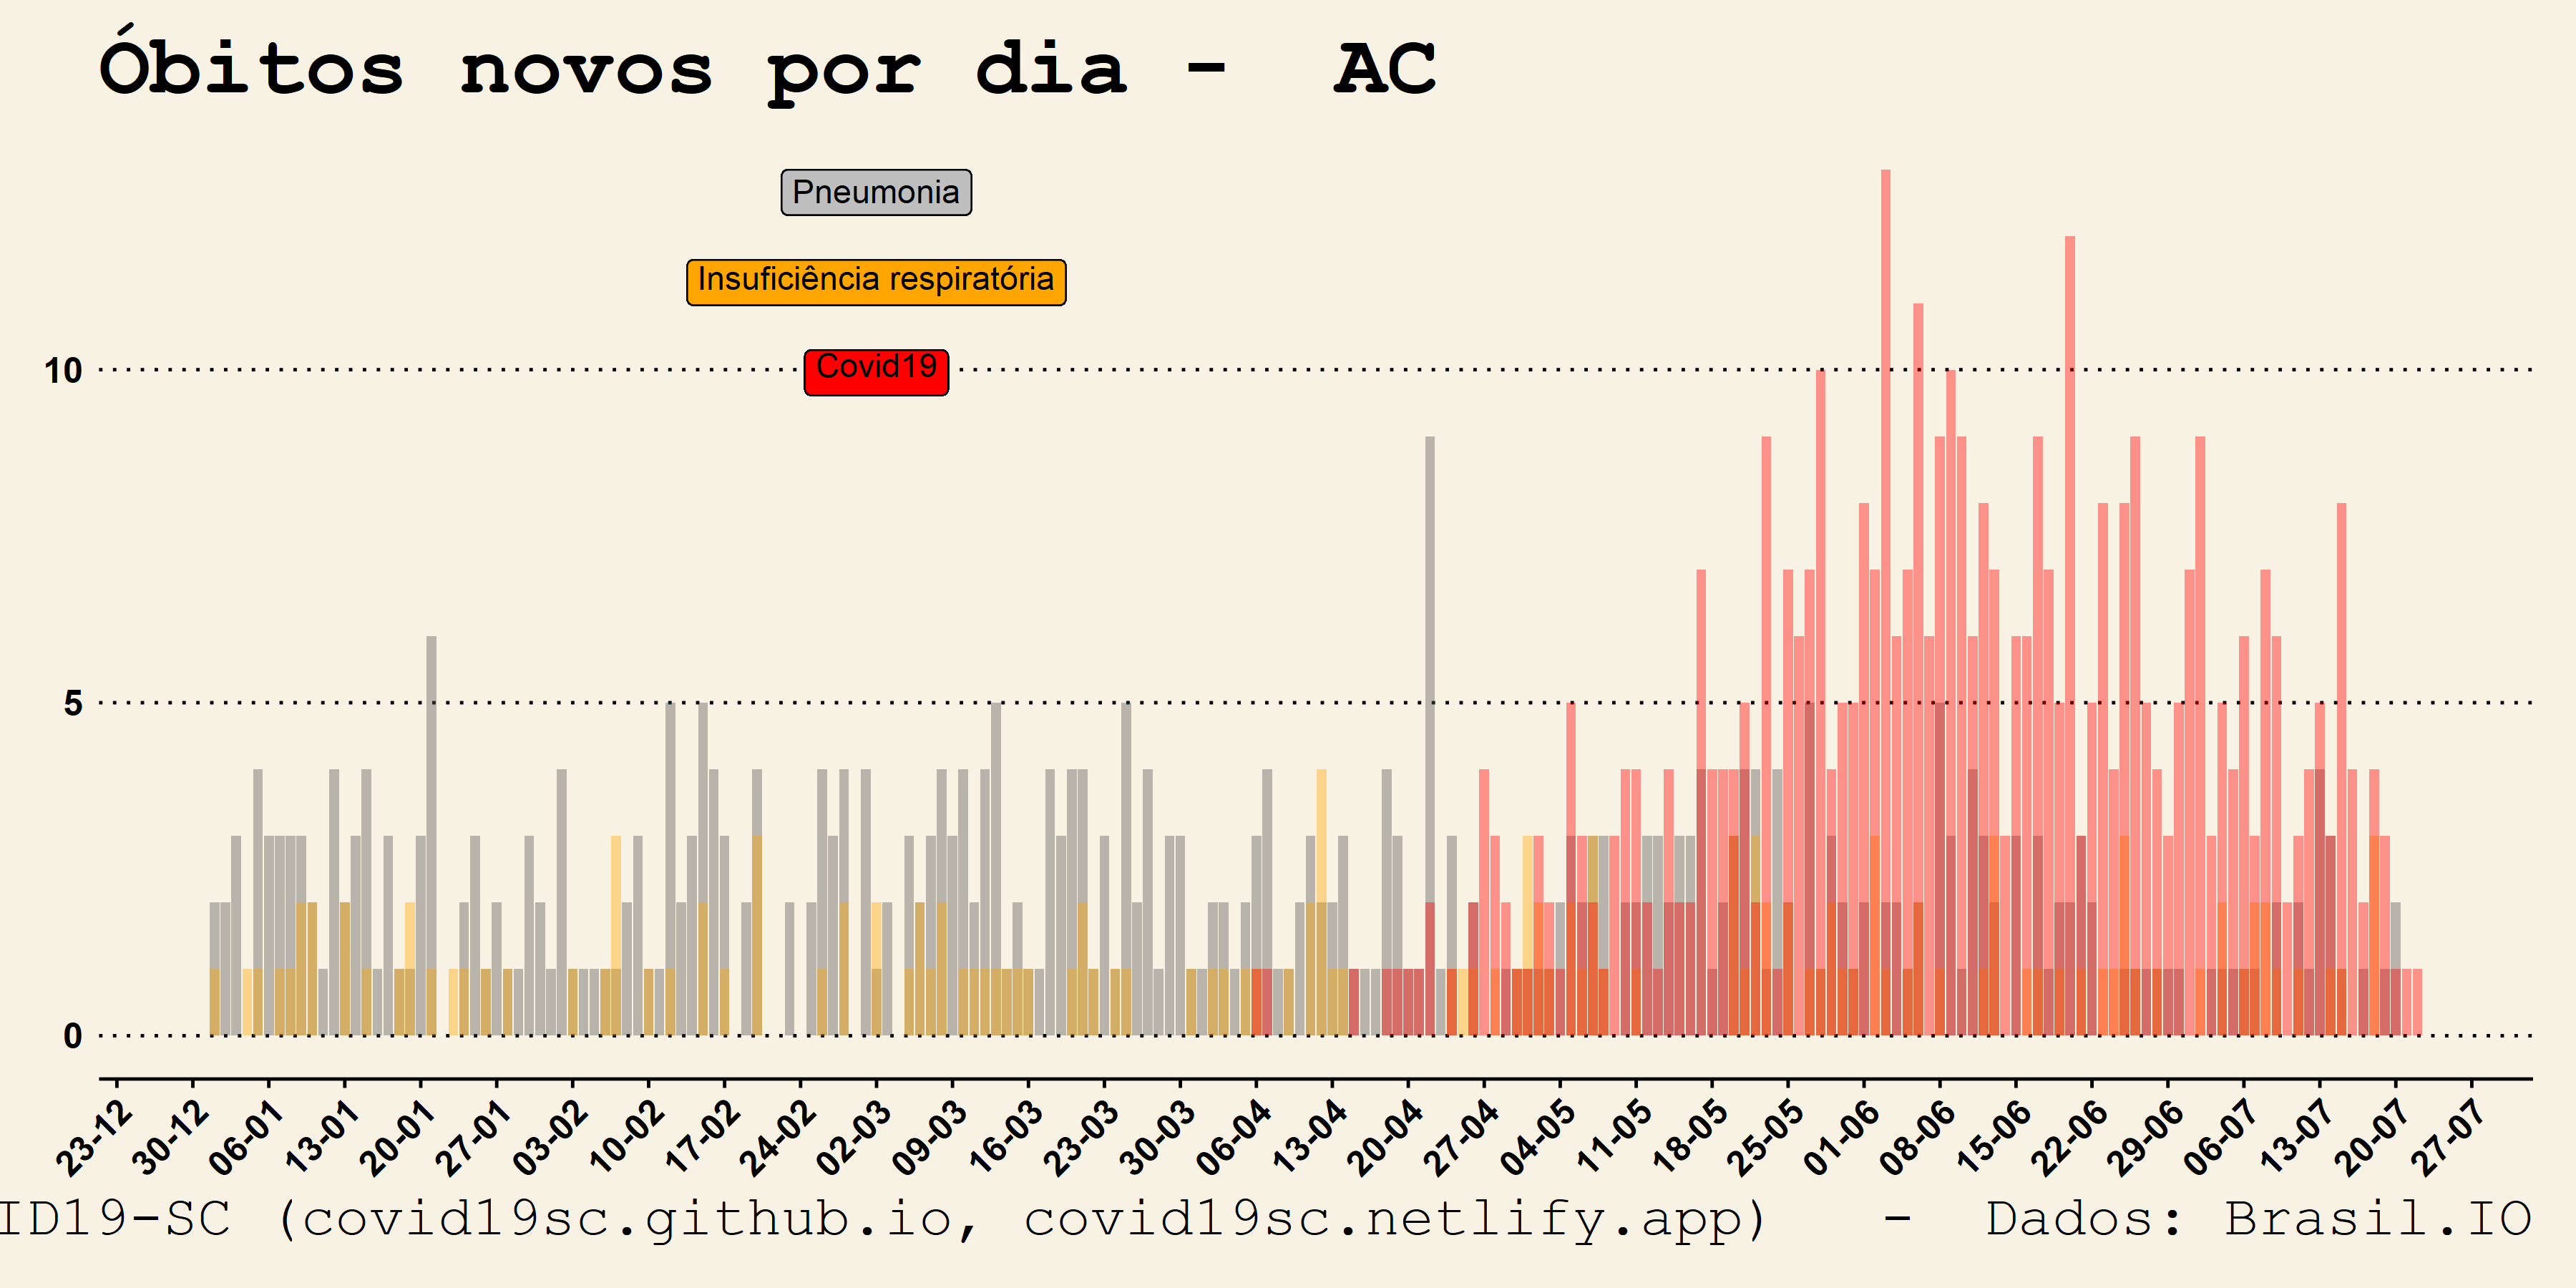 Óbitos novos por dia - AC
Pneumonia
Insuficiência respiratória
Covid19
10
5
0
23-12 30-12 06-01 13-01 20-01 27-01 03-02 10-02 17-02 24-02 02-03 09-03 16-03 23-03 30-03 06-04 13-04 20-04 27-04 04-05 11-05 18-05 25-05 01-06 08-06 15-06 22-06 29-06 06-07 13-07 20-07 27-07
ID19-SC (covid19sc.github.io, covid19sc.netlify.app) - Dados: Brasil.IO